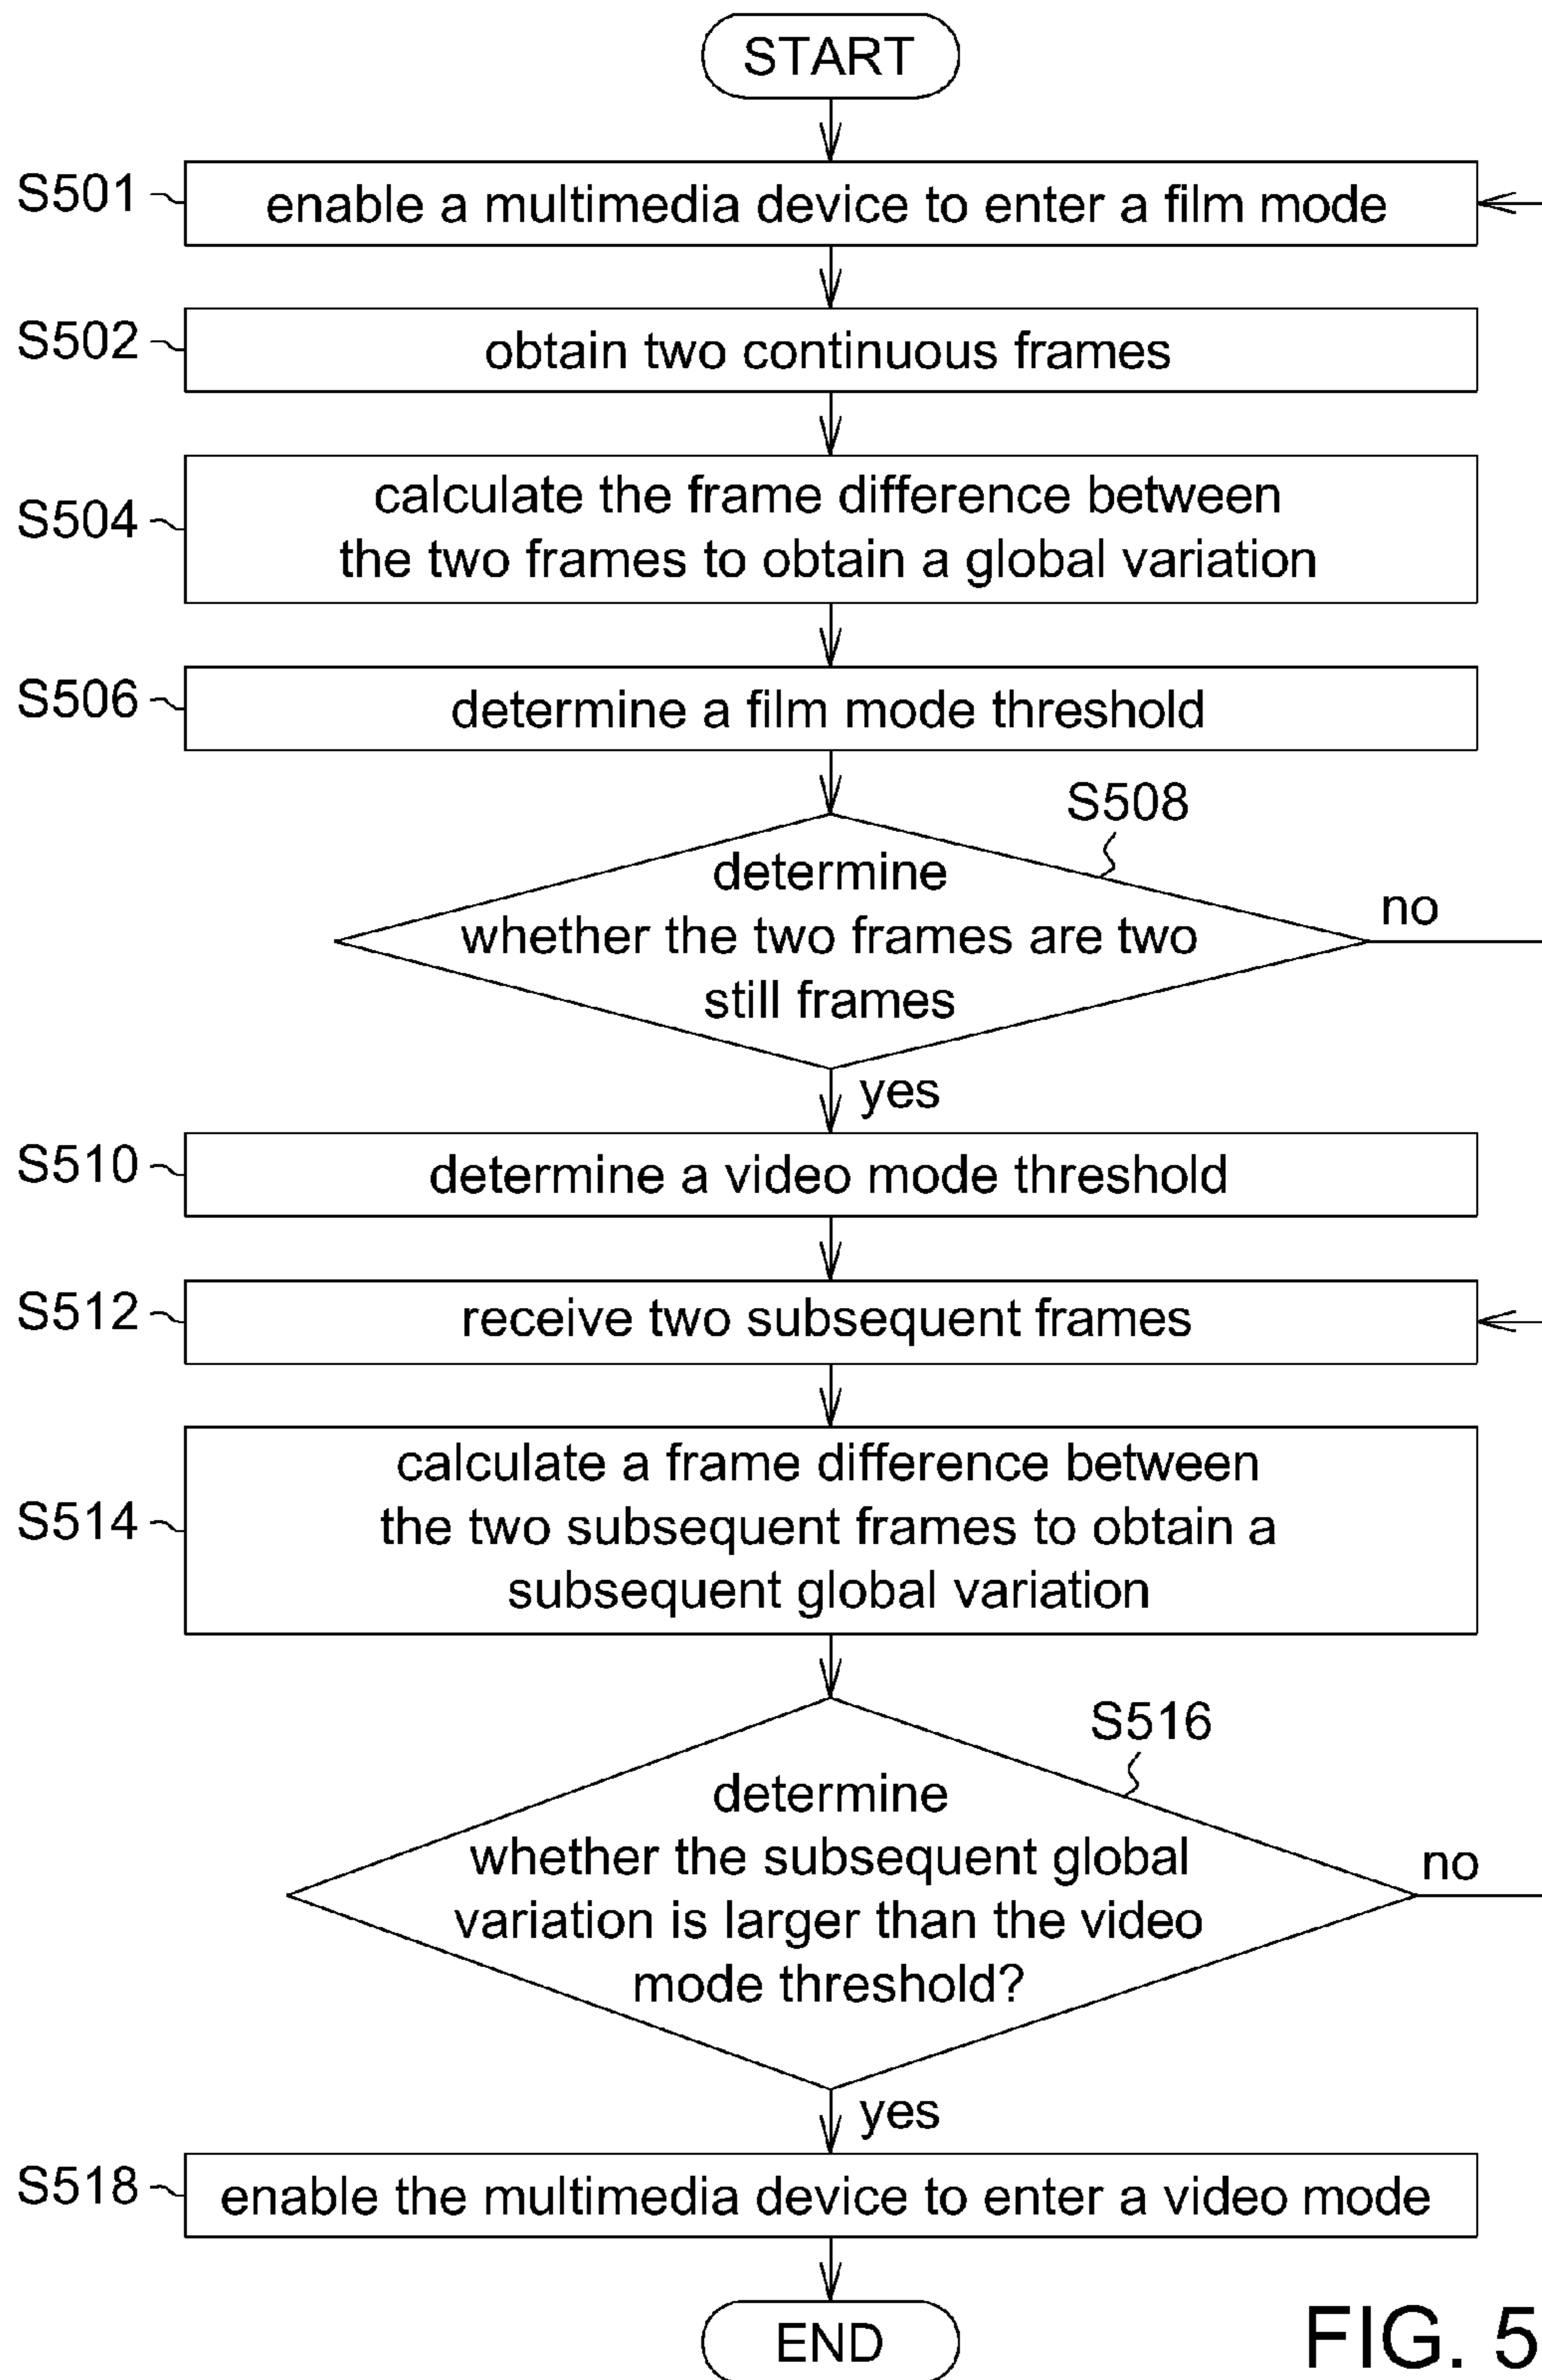 START
S501
enable a multimedia device to enter a film mode
S502
obtain two continuous frames
S504
calculate the frame difference between
the two frames to obtain a global variation
S506
determine a film mode threshold
S508
determine
whether the two frames are two
still frames
no
yes
S510
determine a video mode threshold
S512
receive two subsequent frames
S514
calculate a frame difference between
the two subsequent frames to obtain a
subsequent global variation
S516
determine
whether the subsequent global
variation is larger than the video
mode threshold?
no
yes
S518
enable the multimedia device to enter a video mode
END
FIG. 5